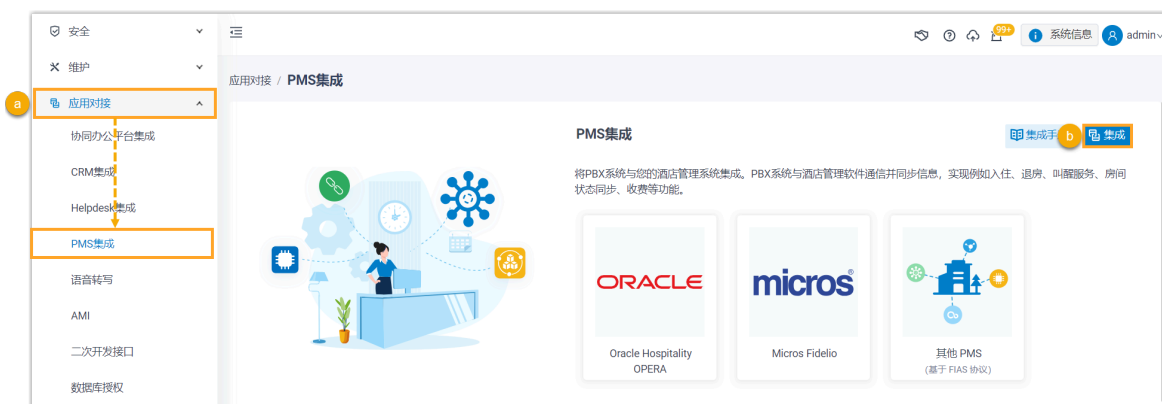 安全
99+
系统信息
admin
维护
应用对接 / PMS集成
a
应用对接
协同办公平台集成
CRM集成
Helpdesk集成
PMS集成
语音转写
AMI
二次开发接口
数据库授权
PMS集成
集成手
b
集成
将PBX系统与您的酒店管理系统集成。PBX系统与酒店管理软件通信并同步信息，实现例如入住、退房、叫醒服务、房间
状态同步、收费等功能。
ORACLE
micros
Co
Oracle Hospitality
OPERA
Micros Fidelio
其他 PMS
(基于 FIAS 协议)